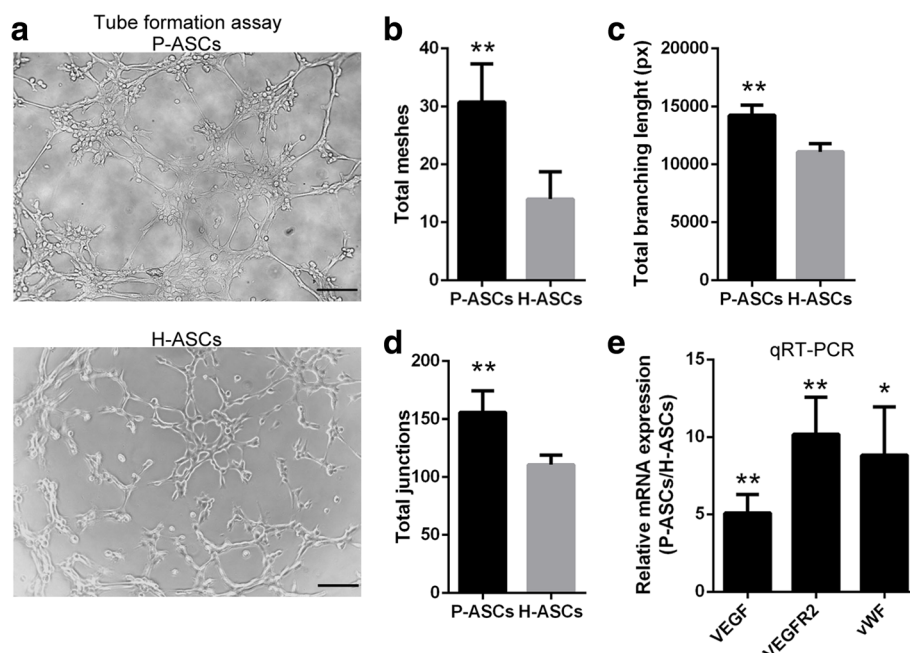 a
Tube formation assay
P-ASCs
H-ASCs
b
Total meshes
40
30
20
10
0
**
P-ASCs H-ASCs
c
Total branching lenght (px)
20000
15000
10000
5000
0
**
P-ASCs H-ASCs
d
Total junctions
200
150
100
50
0
**
P-ASCs H-ASCs
e
qRT-PCR
Relative mRNA expression
(P-ASCs/H-ASCs)
15
10
5
0
**
**
*
VEGF
VEGFR2
vWF